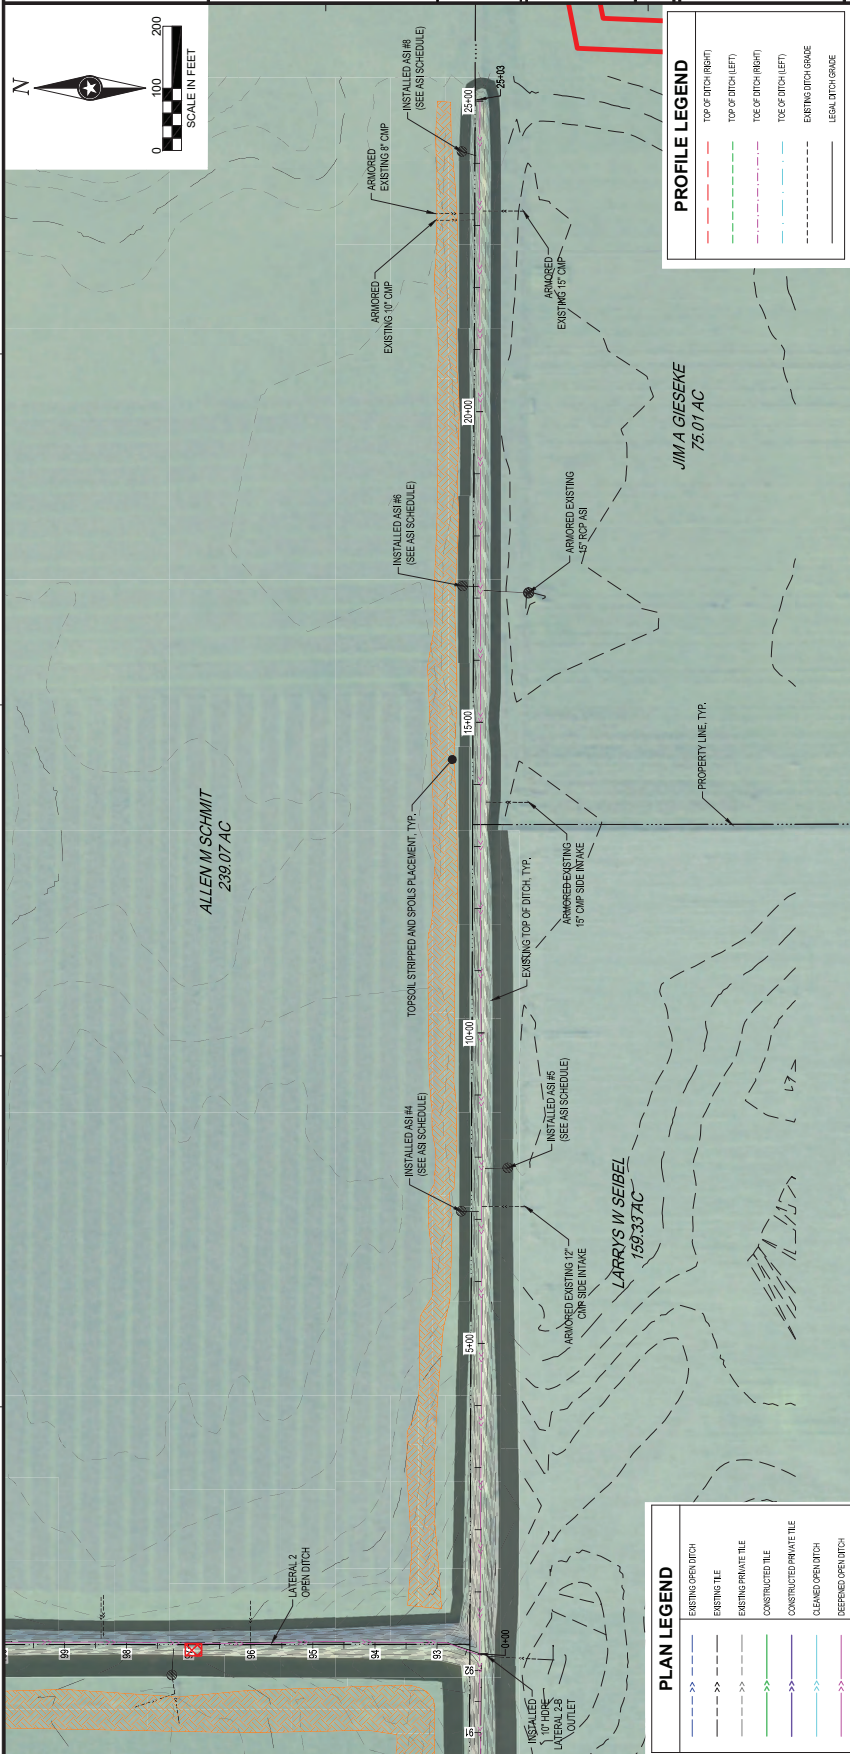 N
0 100 200
SCALE IN FEET
INSTALLED ASI #8
(SEE ASI SCHEDULE)
25+00
25+03
ARMORED
EXISTING 8" CMP
ARMORED
EXISTING 10" CMP
ARMORED
EXISTING 15" CMP
PROFILE LEGEND
TOP OF DITCH (RIGHT)
TOP OF DITCH (LEFT)
TOE OF DITCH (RIGHT)
TOE OF DITCH (LEFT)
EXISTING DITCH GRADE
LEGAL DITCH GRADE
20+00
JIM A GIESEKE
75.01 AC
INSTALLED ASI #6
(SEE ASI SCHEDULE)
ARMORED EXISTING
15" RCP ASI
15+00
PROPERTY LINE, TYP.
ALLEN M SCHMIT
239.07 AC
TOPSOIL STRIPPED AND SPOILS PLACEMENT, TYP.
ARMORED EXISTING
15" CMP SIDE INTAKE
EXISTING TOP OF DITCH, TYP.
10+00
INSTALLED ASI #4
(SEE ASI SCHEDULE)
INSTALLED ASI #5
(SEE ASI SCHEDULE)
LARRYS W SEIBEL
159.33 AC
ARMORED EXISTING 12"
CMP SIDE INTAKE
5+00
LATERAL 2
OPEN DITCH
99
98
97
96
95
94
93
92
91
0+00
INSTALLED
10" HDPE
LATERAL 2-B
OUTLET
PLAN LEGEND
EXISTING OPEN DITCH
EXISTING TILE
EXISTING PRIVATE TILE
CONSTRUCTED TILE
CONSTRUCTED PRIVATE TILE
CLEANED OPEN DITCH
DEEPENED OPEN DITCH